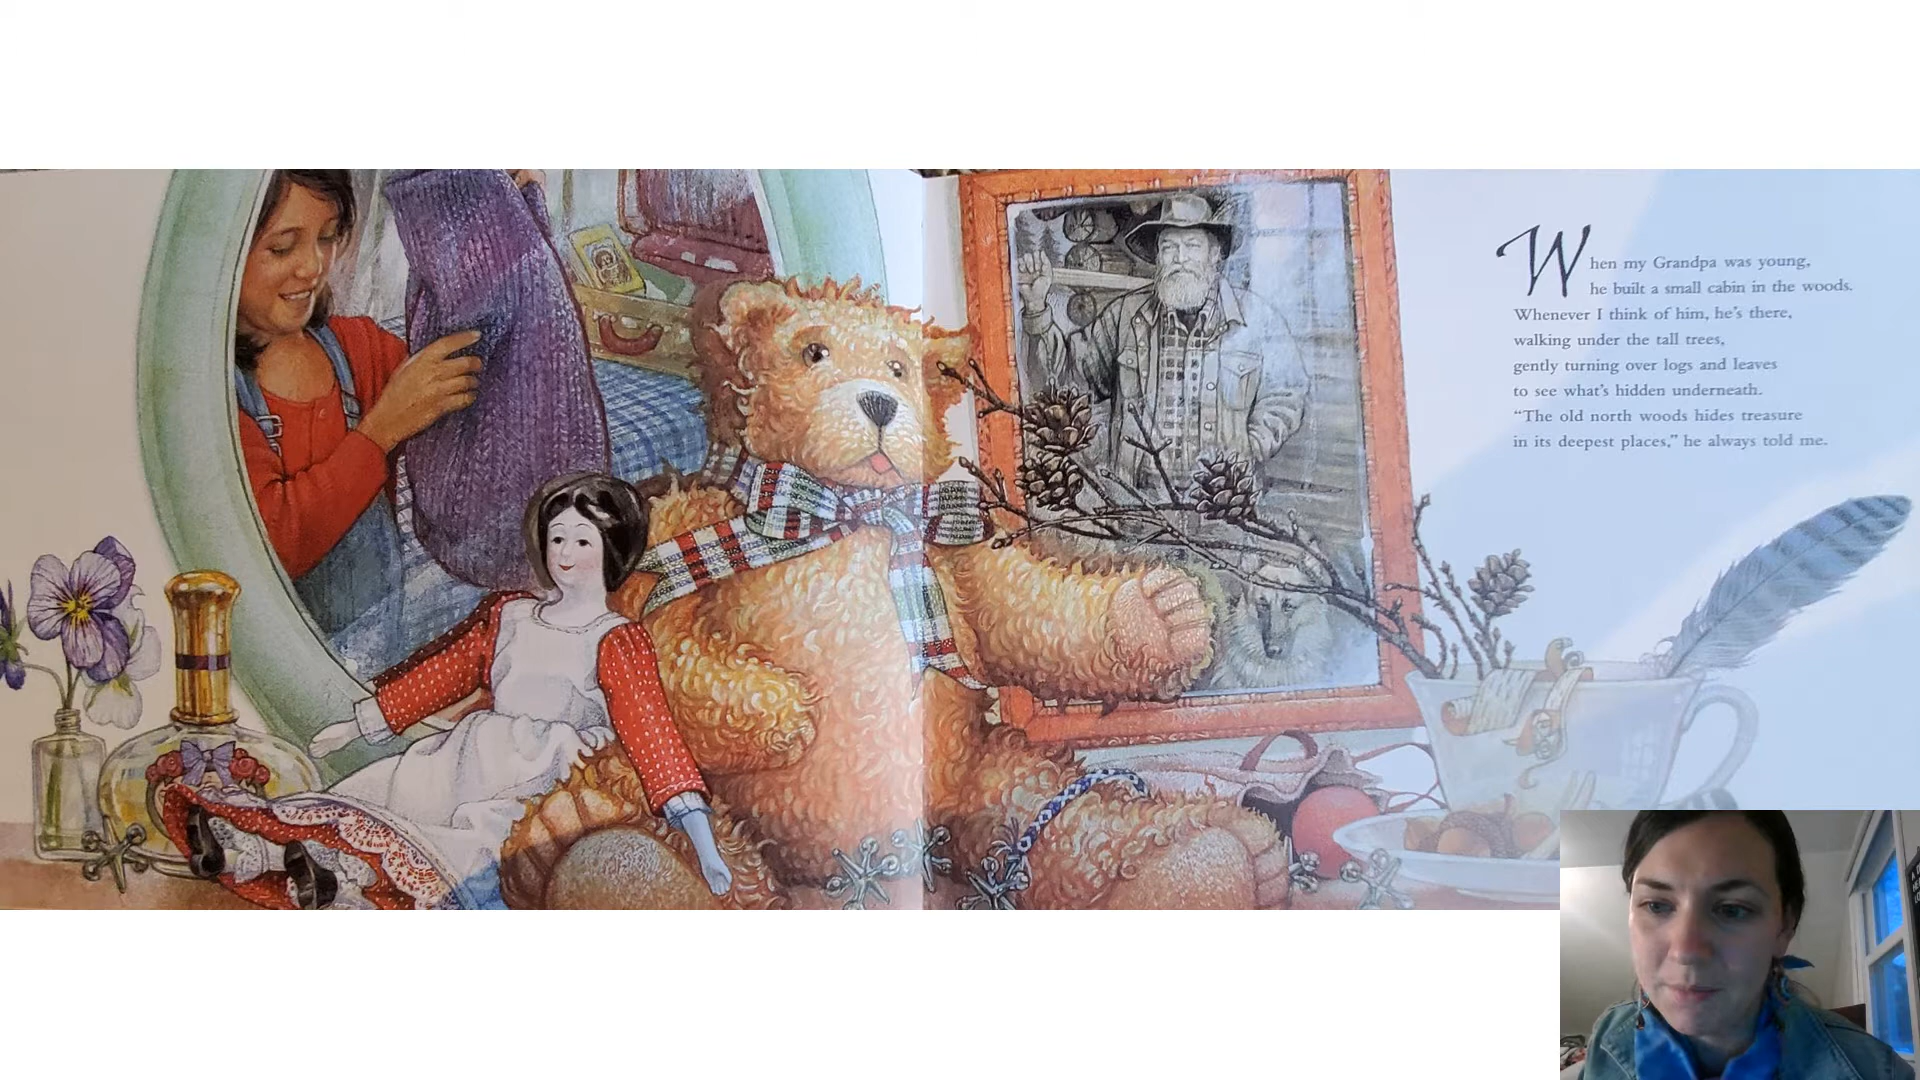 When my Grandpa was young,
he built a small cabin in the woods.
Whenever I think of him, he's there,
walking under the tall trees,
gently turning over logs and leaves
to see what's hidden underneath.
“The old north woods hides treasure
in its deepest places,” he always told me.